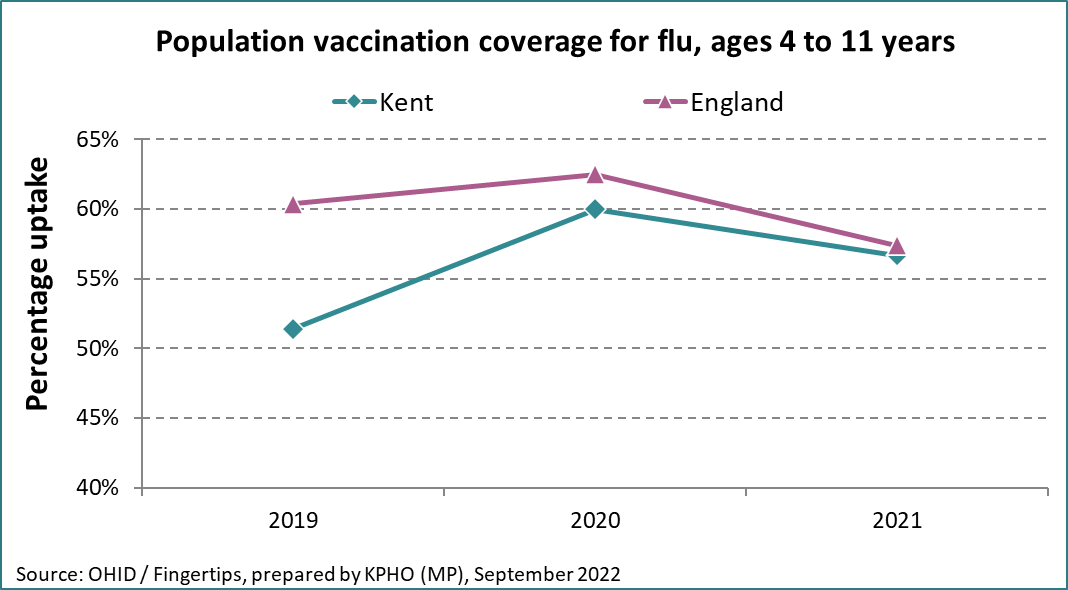 Population vaccination coverage for flu, ages 4 to 11 years
Kent England
Percentage uptake
65%
60%
55%
50%
45%
40%
2019 2020 2021
Source: OHID / Fingertips, prepared by KPHO (MP), September 2022